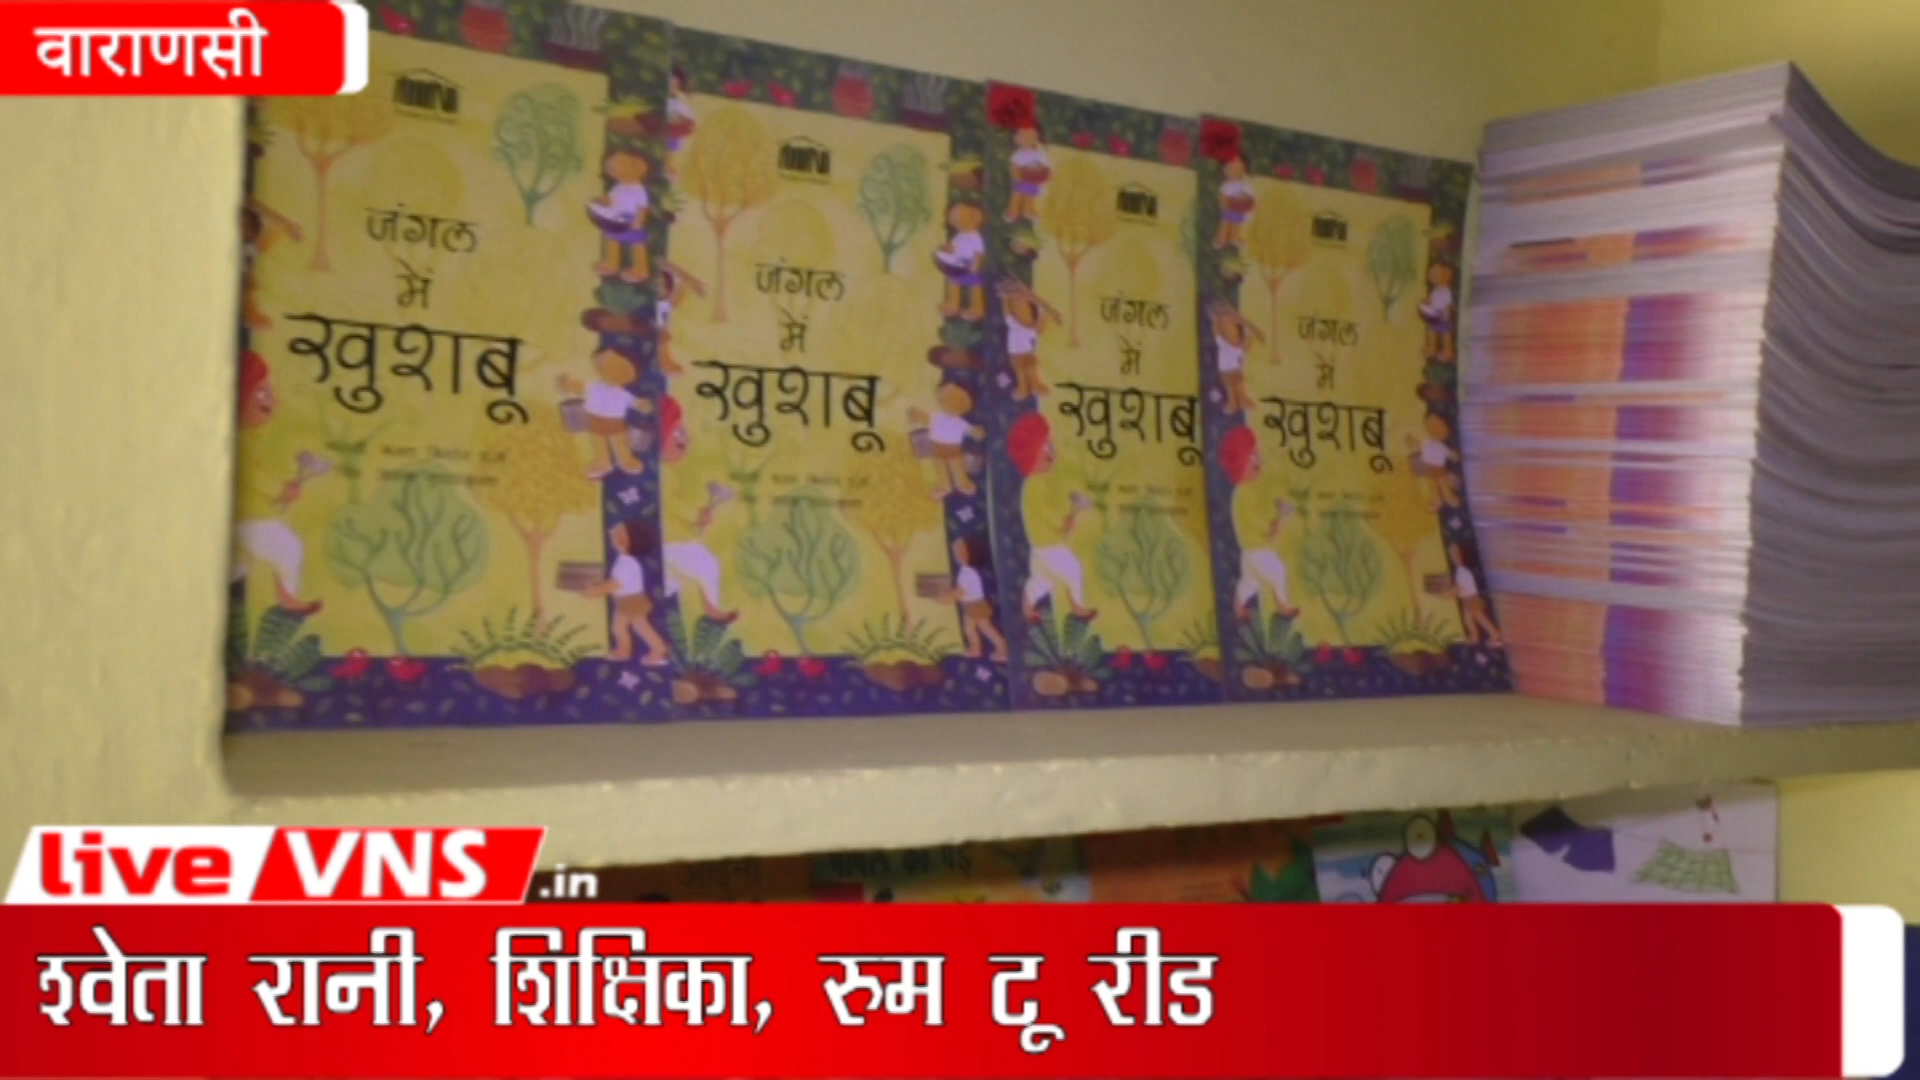 वाराणसी
जंगल
में
खुशबू
जंगल
में
खुशबू
जंगल
में
खुशबू
जंगल
में
खुशबू
live VNS .in
श्वेता रानी, शिक्षिका, रुम टू रीड